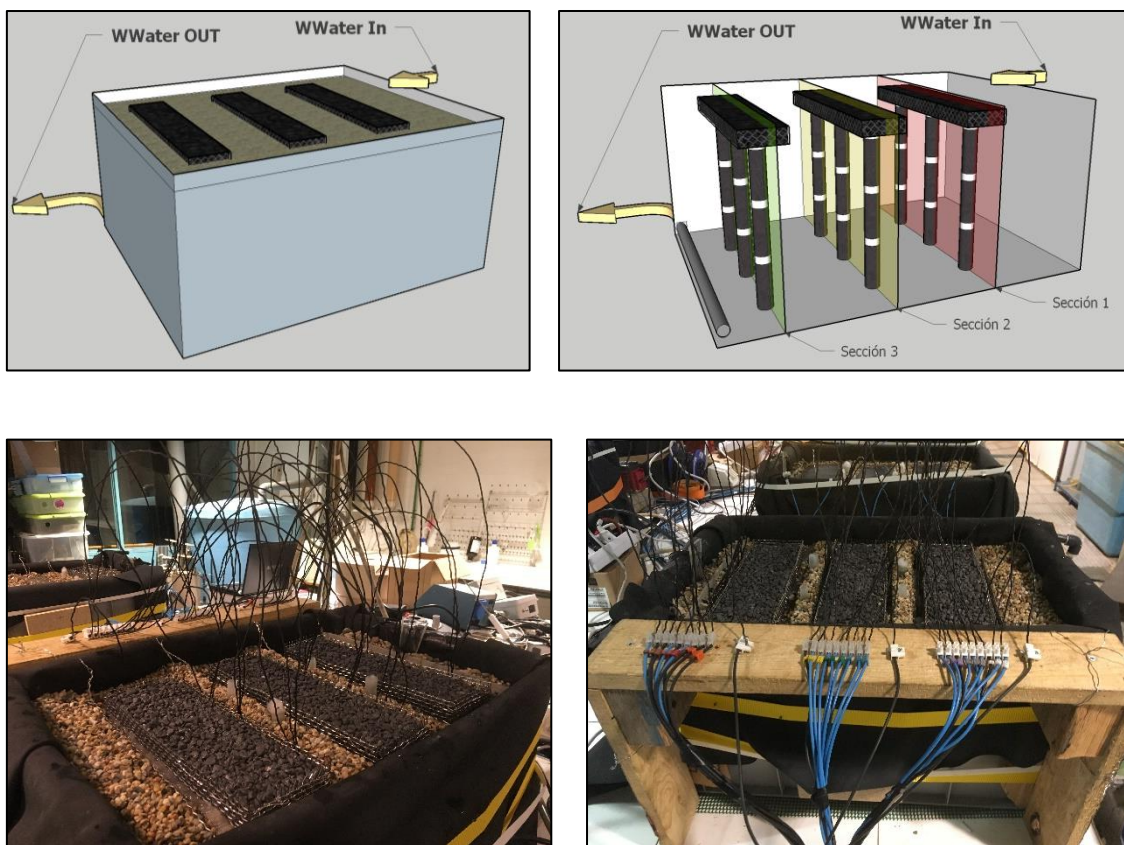 WWater OUT
WWater In
WWater OUT
WWater In
Sección 1
Sección 2
Sección 3